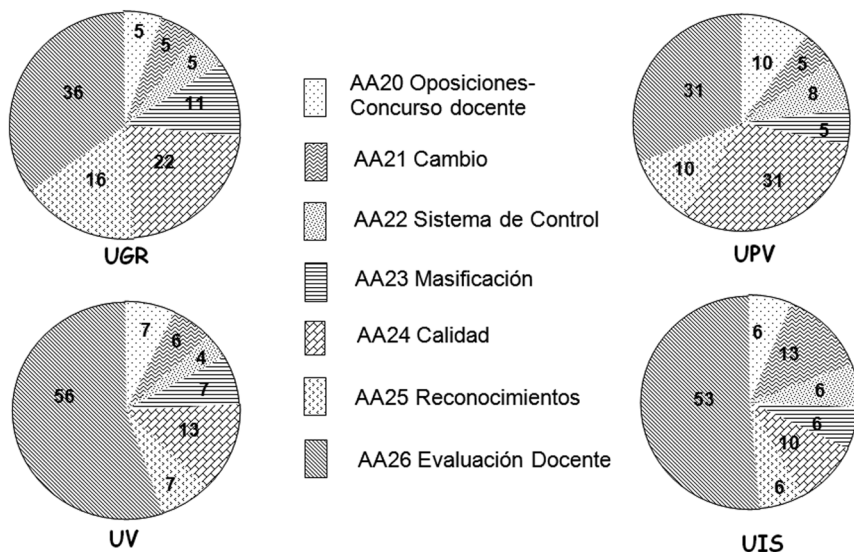 5
5
5
11
22
16
36
UGR
AA20 Oposiciones-
Concurso docente
AA21 Cambio
AA22 Sistema de Control
AA23 Masificación
AA24 Calidad
AA25 Reconocimientos
AA26 Evaluación Docente
10
5
8
5
31
10
31
UPV
7
6
4
7
13
7
56
UV
6
13
6
6
10
6
53
UIS